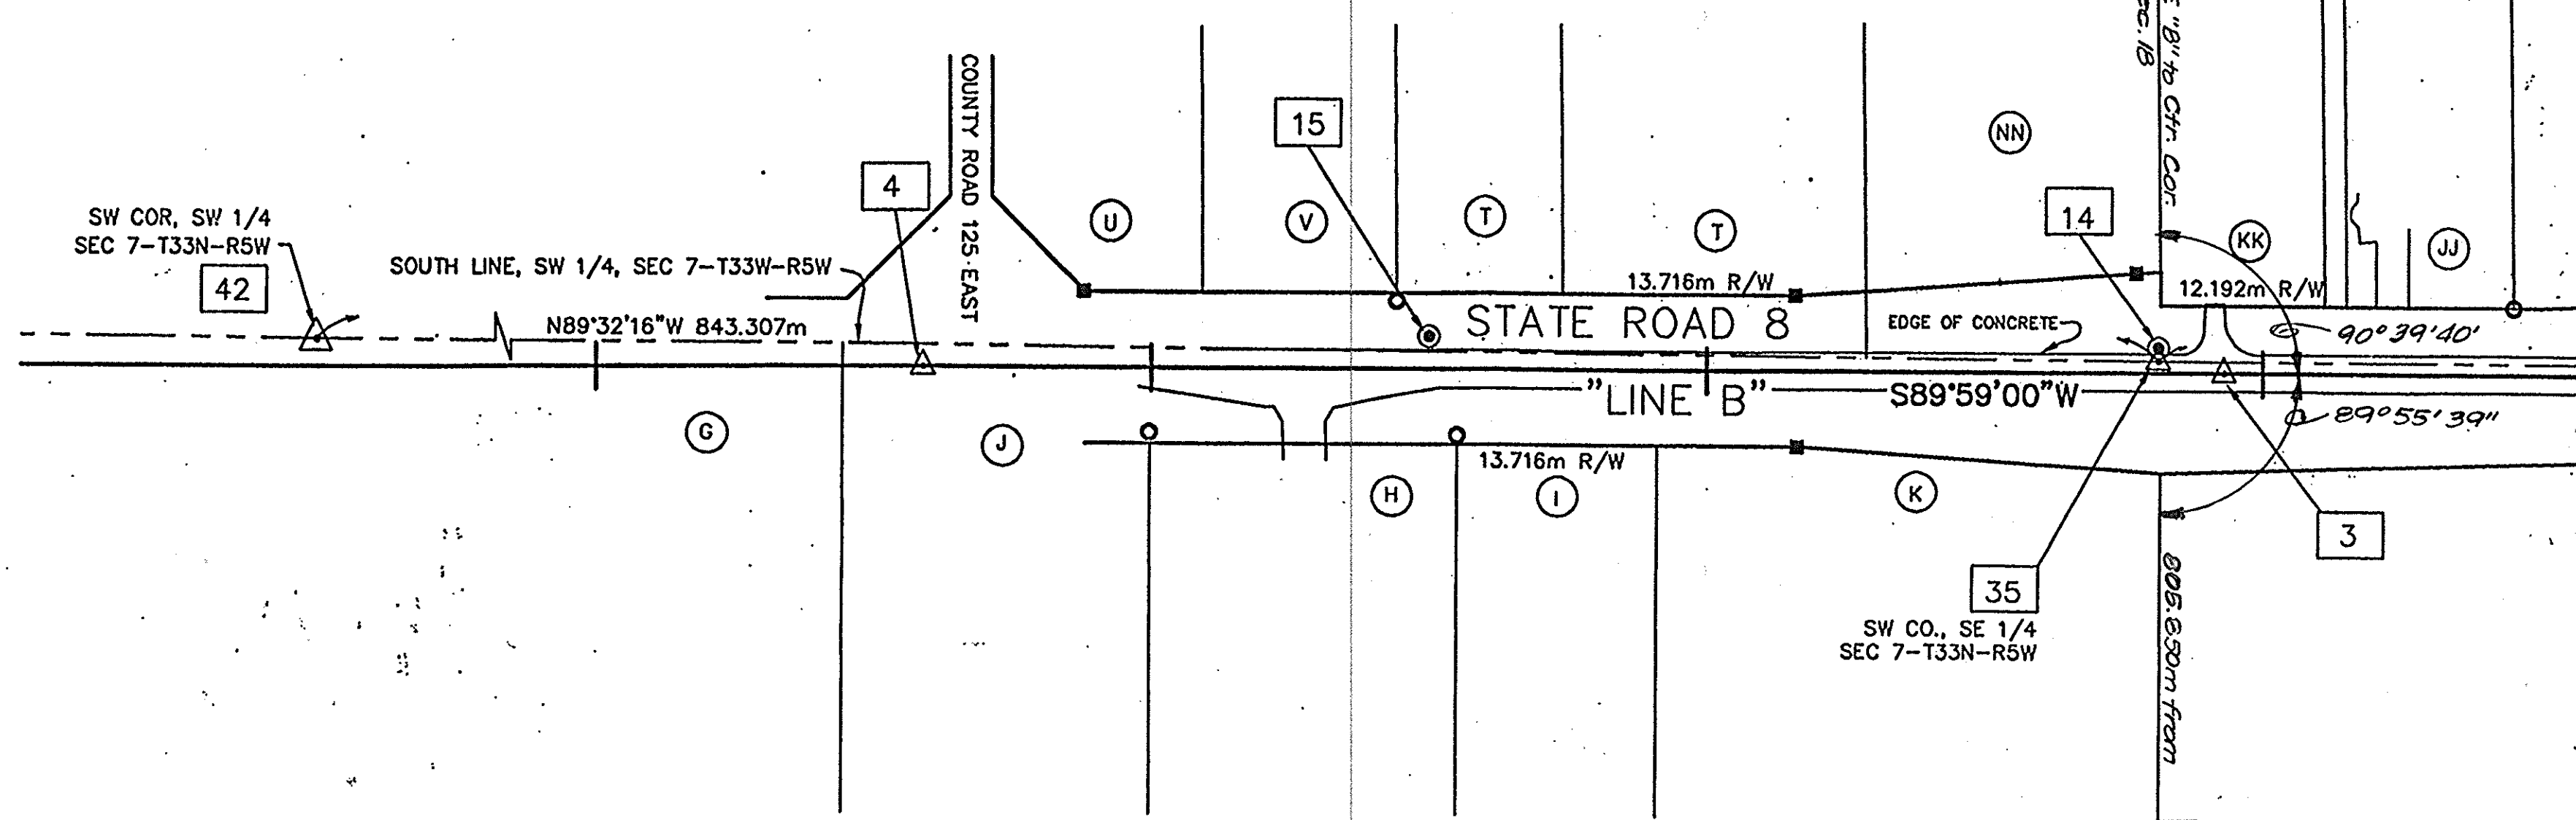 "B" to Ctr. Cor.
Sec. 18
COUNTY ROAD 125 EAST
15
NN
4
14
SW COR, SW 1/4
SEC 7-T33N-R5W
42
U
V
T
T
KK
JJ
SOUTH LINE, SW 1/4, SEC 7-T33W-R5W
13.716m R/W
12.192m R/W
N89°32'16"W 843.307m
STATE ROAD 8
EDGE OF CONCRETE
90°39'40'
"LINE B"
S89°59'00"W
89°55'39"
G
J
13.716m R/W
H
I
K
3
35
SW CO., SE 1/4
SEC 7-T33N-R5W
from